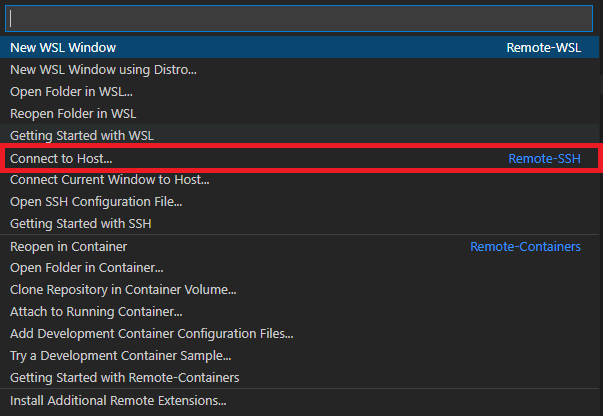 New WSL Window Remote-WSL
New WSL Window using Distro...
Open Folder in WSL...
Reopen Folder in WSL
Getting Started with WSL
Connect to Host... Remote-SSH
Connect Current Window to Host...
Open SSH Configuration File...
Getting Started with SSH
Reopen in Container Remote-Containers
Open Folder in Container...
Clone Repository in Container Volume...
Attach to Running Container...
Add Development Container Configuration Files...
Try a Development Container Sample...
Getting Started with Remote-Containers
Install Additional Remote Extensions...